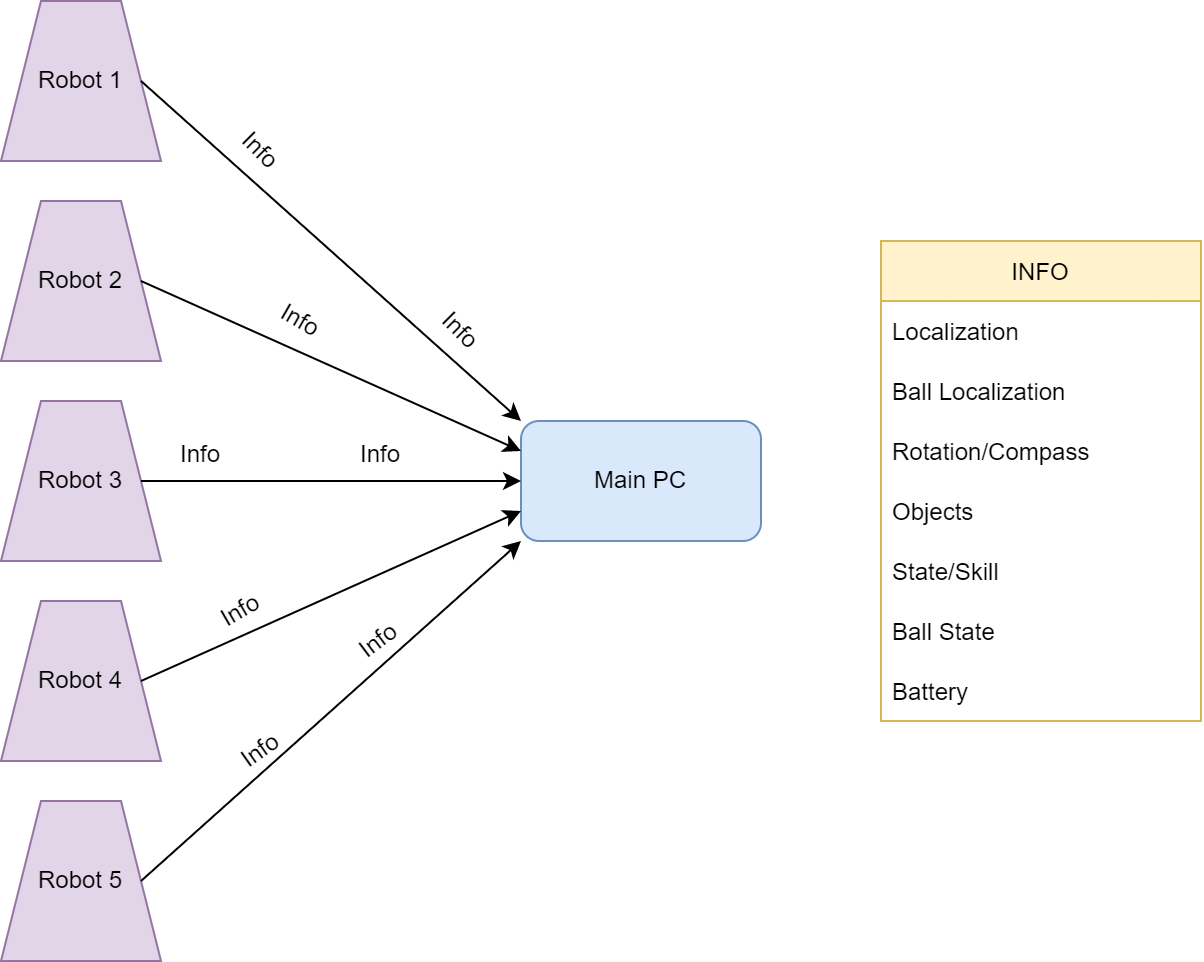 Robot 1
Info
Robot 2
Info
Info
Robot 3
Info
Info
Main PC
Robot 4
Info
Info
Robot 5
Info
INFO
Localization
Ball Localization
Rotation/Compass
Objects
State/Skill
Ball State
Battery